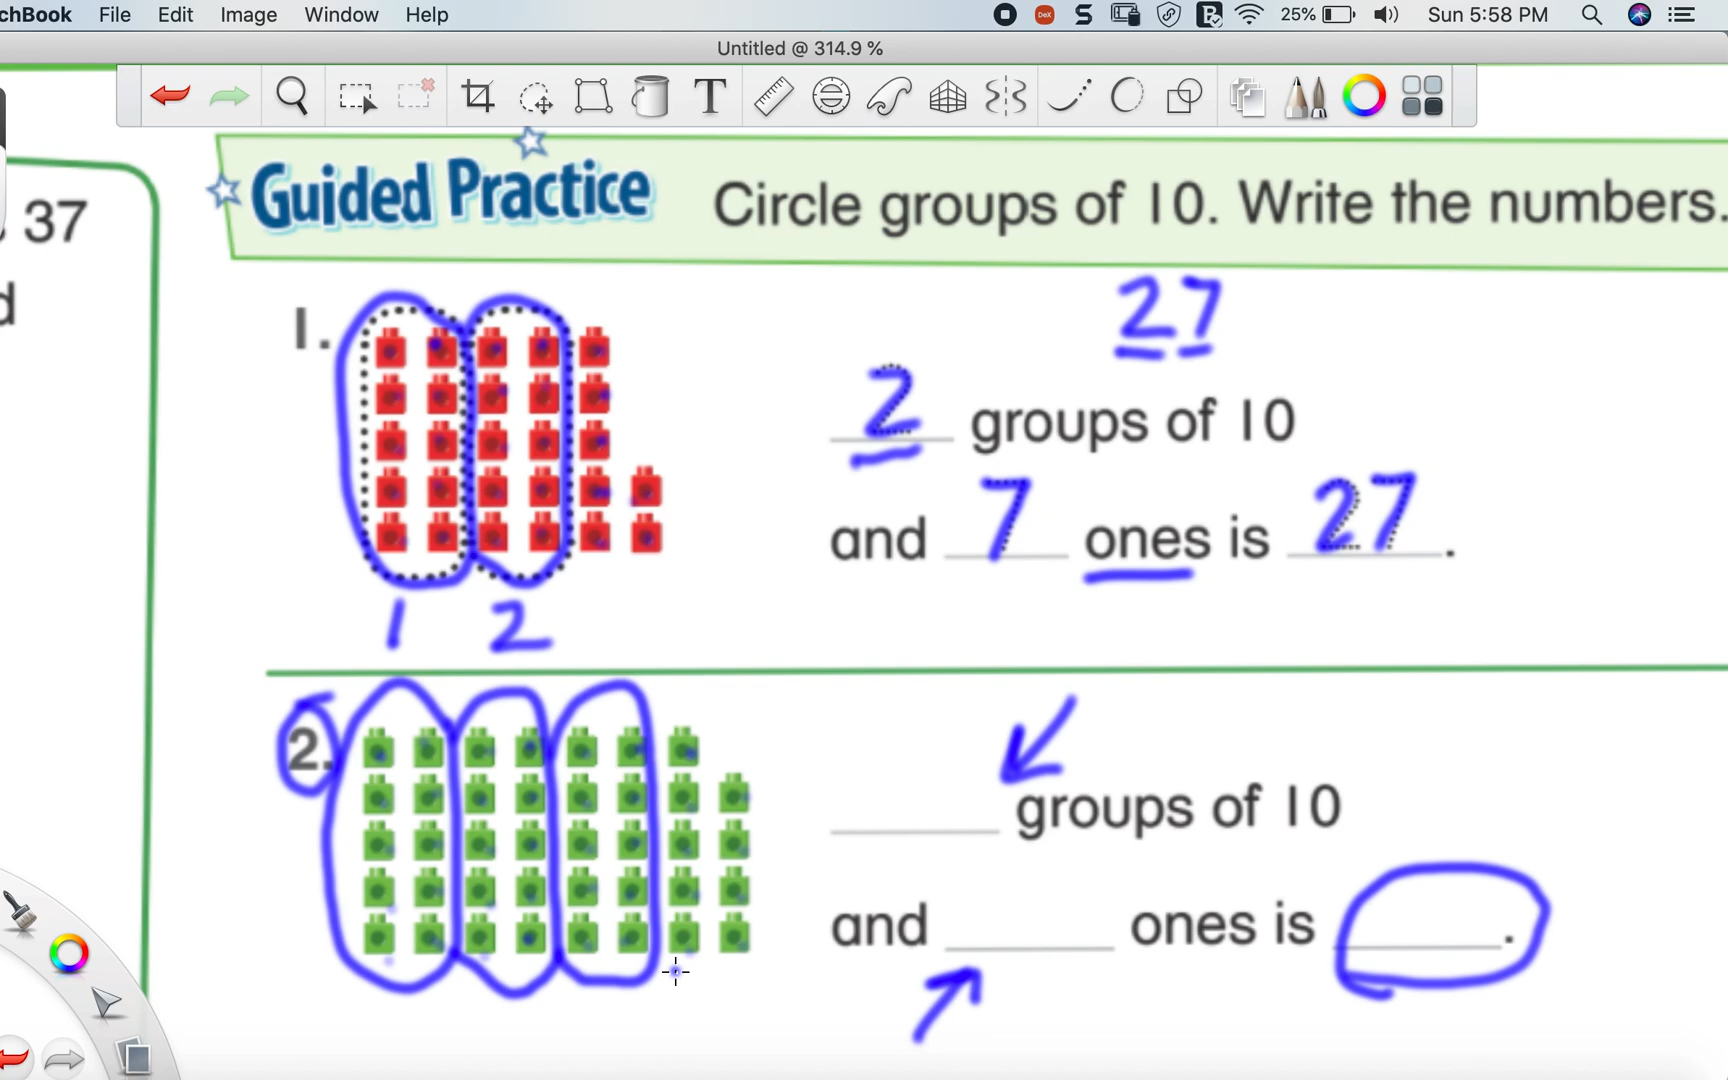 chBook File Edit Image Window Help DeX S B 25% Sun 5:58 PM
Untitled @ 314.9 %
T
37
d
Guided Practice Circle groups of 10. Write the numbers.
27
1.
2 groups of 10
and 7 ones is 27.
1 2
2.
groups of 10
and ones is .